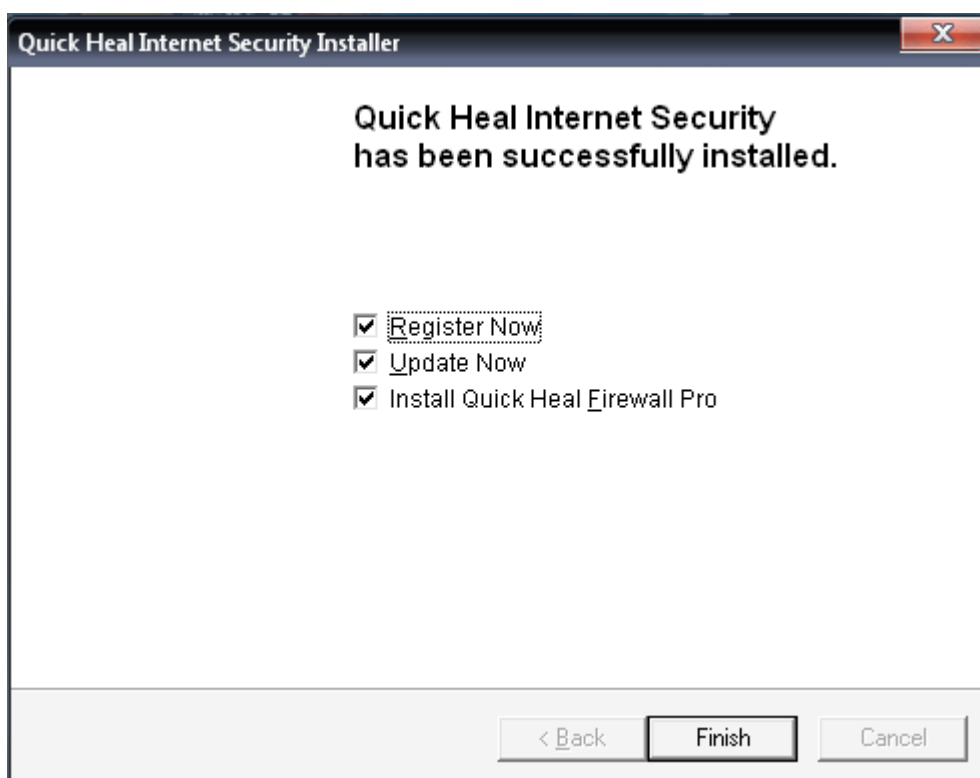 Quick Heal Internet Security Installer
Quick Heal Internet Security
has been successfully installed.
Register Now
Update Now
Install Quick Heal Firewall Pro
< Back
Finish
Cancel